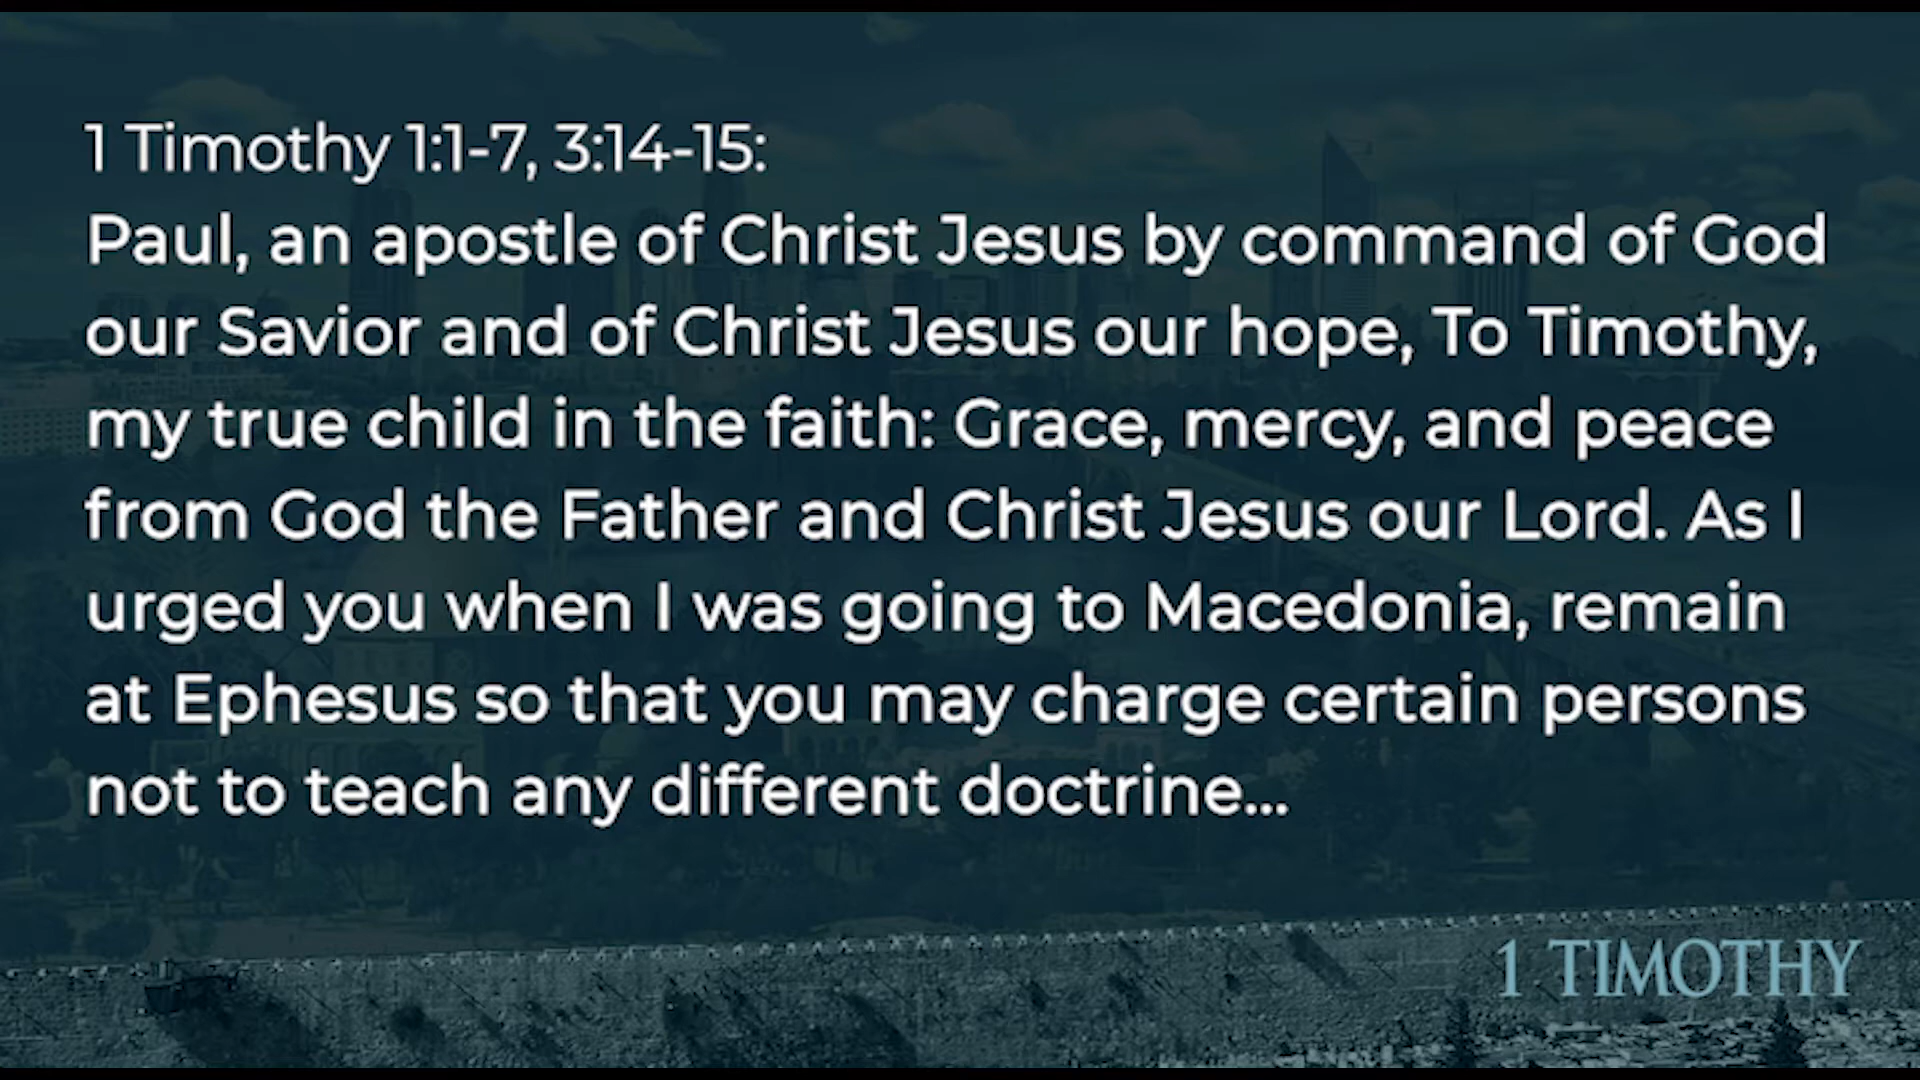 1 Timothy 1:1-7, 3:14-15:
Paul, an apostle of Christ Jesus by command of God
our Savior and of Christ Jesus our hope, To Timothy,
my true child in the faith: Grace, mercy, and peace
from God the Father and Christ Jesus our Lord. As I
urged you when I was going to Macedonia, remain
at Ephesus so that you may charge certain persons
not to teach any different doctrine...
1 TIMOTHY